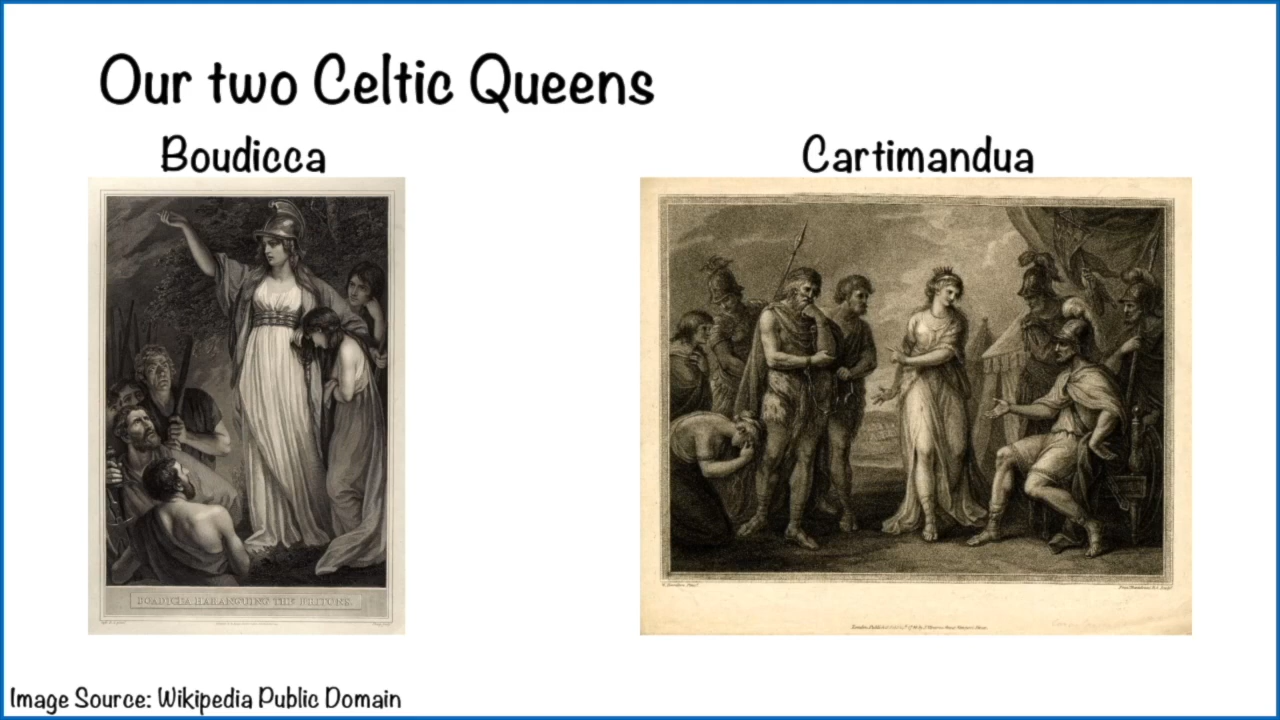 Our two Celtic Queens
Boudicca
Cartimandua
BOADICEA HARANGUING THE BRITONS.
Image Source: Wikipedia Public Domain